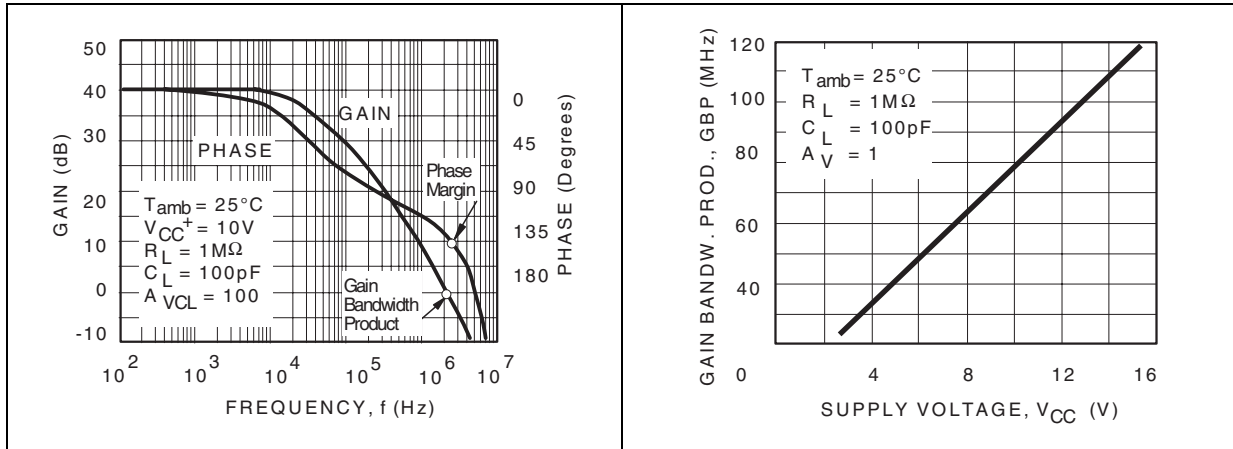 50
40
30
20
10
0
-10
GAIN (dB)
GAIN
PHASE
Phase
Margin
Tamb = 25°C
VCC+ = 10V
RL = 1MΩ
CL = 100pF
AVCL = 100
Gain
Bandwidth
Product
0
45
90
135
180
PHASE (Degrees)
10^2 10^3 10^4 10^5 10^6 10^7
FREQUENCY, f (Hz)
GAIN BANDW. PROD., GBP (MHz)
120
100
80
60
40
Tamb = 25°C
RL = 1MΩ
CL = 100pF
AV = 1
0 4 8 12 16
SUPPLY VOLTAGE, VCC (V)